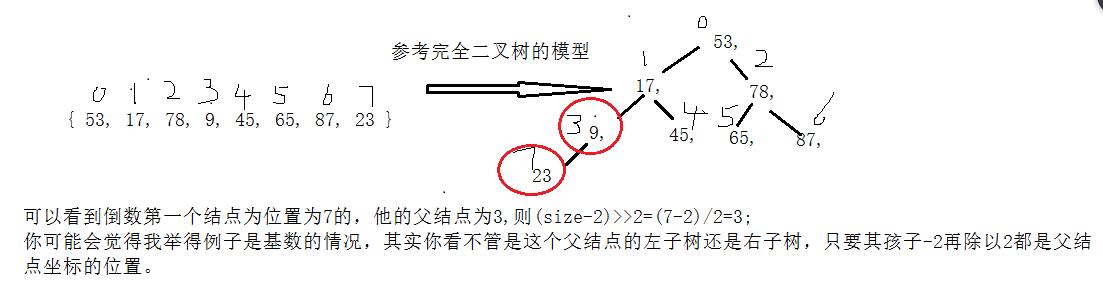 0
53,
参考完全二叉树的模型
1 2
17, 78,
0 1 2 3 4 5 6 7
{ 53, 17, 78, 9, 45, 65, 87, 23 }
3 4 5 6
9, 45, 65, 87,
7
23
可以看到倒数第一个结点为位置为7的，他的父结点为3,则(size-2)>>2=(7-2)/2=3;
你可能会觉得我举得例子是基数的情况，其实你看不管是这个父结点的左子树还是右子树，只要其孩子-2再除以2都是父结
点坐标的位置。